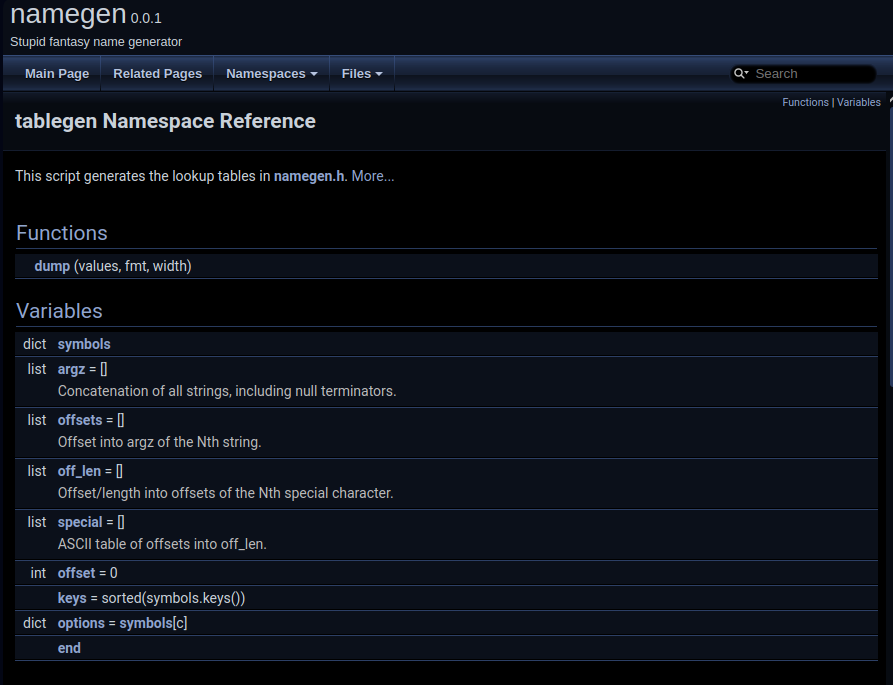 namegen 0.0.1
Stupid fantasy name generator
Main Page Related Pages Namespaces Files Search
Functions | Variables
tablegen Namespace Reference
This script generates the lookup tables in namegen.h. More...
Functions
dump (values, fmt, width)
Variables
dict symbols
list argz = []
Concatenation of all strings, including null terminators.
list offsets = []
Offset into argz of the Nth string.
list off_len = []
Offset/length into offsets of the Nth special character.
list special = []
ASCII table of offsets into off_len.
int offset = 0
keys = sorted(symbols.keys())
dict options = symbols[c]
end